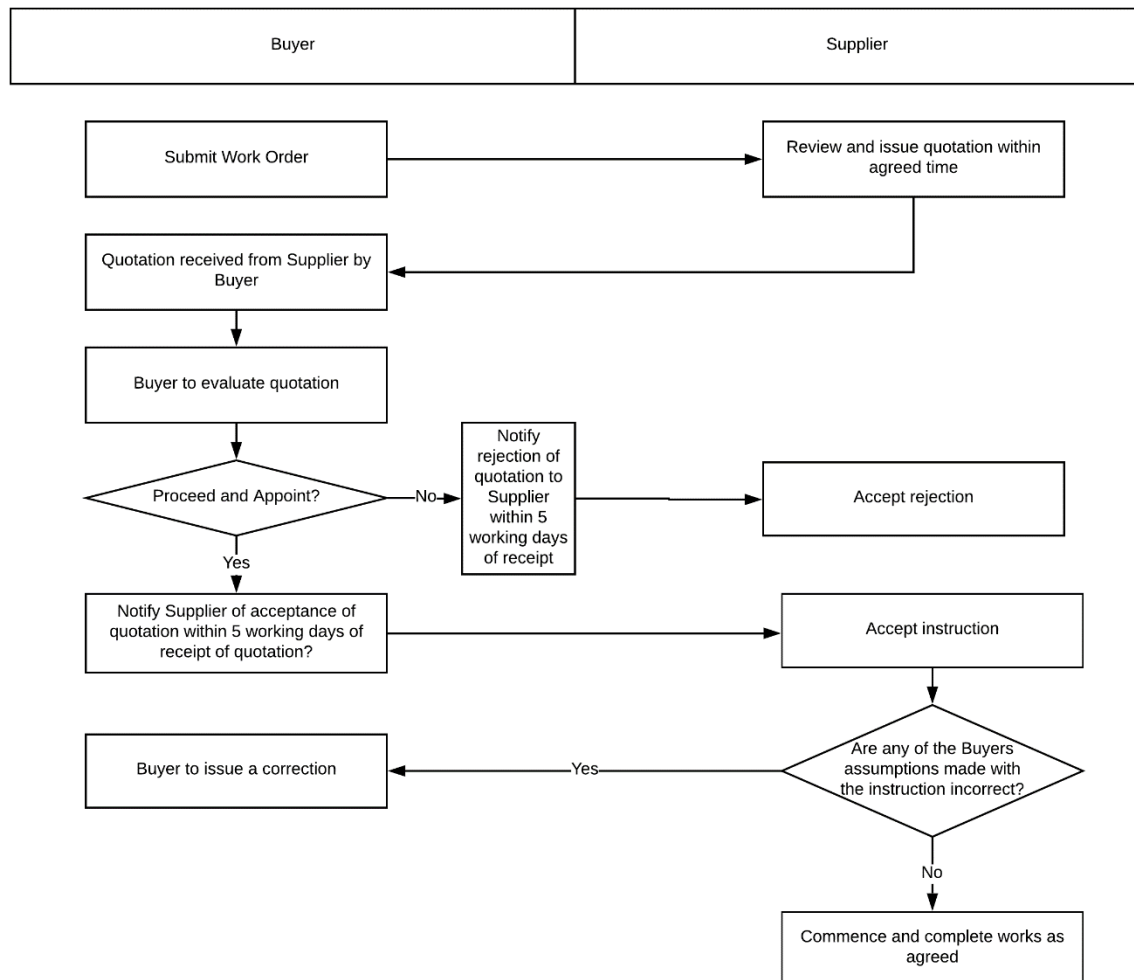 Buyer
Supplier
Submit Work Order
Review and issue quotation within
agreed time
Quotation received from Supplier by
Buyer
Buyer to evaluate quotation
Proceed and Appoint?
No
Notify
rejection of
quotation to
Supplier
within 5
working days
of receipt
Accept rejection
Yes
Notify Supplier of acceptance of
quotation within 5 working days of
receipt of quotation?
Accept instruction
Are any of the Buyers
assumptions made with
the instruction incorrect?
Yes
Buyer to issue a correction
No
Commence and complete works as
agreed